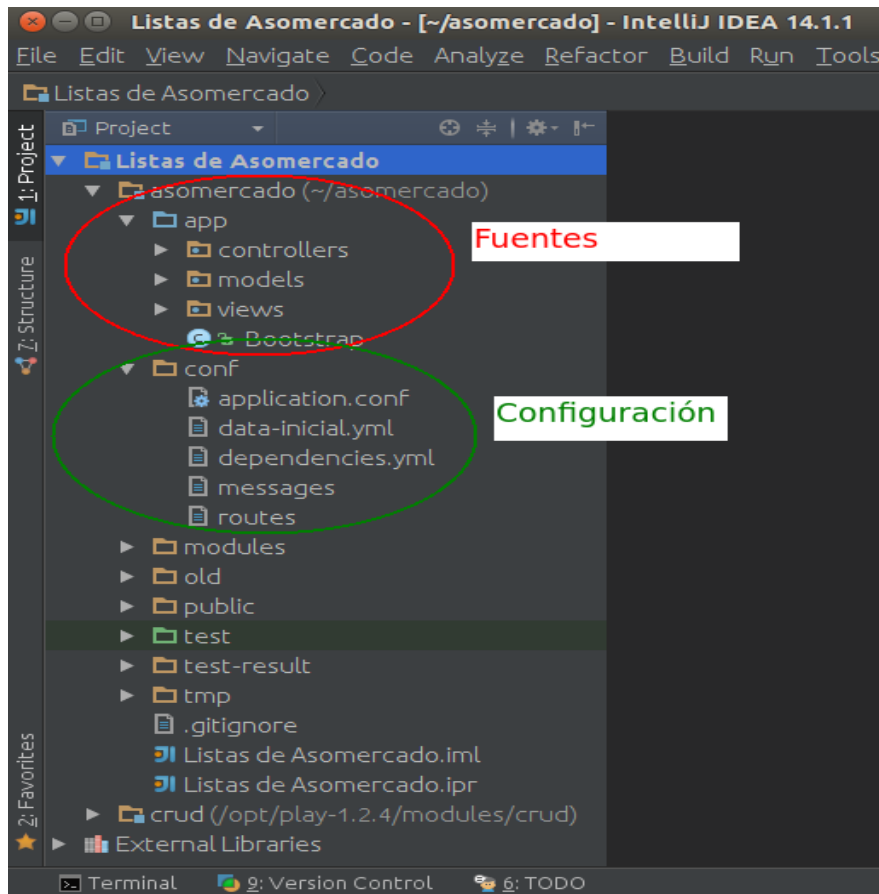 Listas de Asomercado - [~/asomercado] - IntelliJ IDEA 14.1.1
File Edit View Navigate Code Analyze Refactor Build Run Tools
Listas de Asomercado
1: Project
7: Structure
2: Favorites
Project
Listas de Asomercado
asomercado (~/asomercado)
app
controllers
models
views
Bootstrap
Fuentes
conf
application.conf
data-inicial.yml
dependencies.yml
messages
routes
Configuración
modules
old
public
test
test-result
tmp
.gitignore
Listas de Asomercado.iml
Listas de Asomercado.ipr
crud (/opt/play-1.2.4/modules/crud)
External Libraries
Terminal 9: Version Control 6: TODO